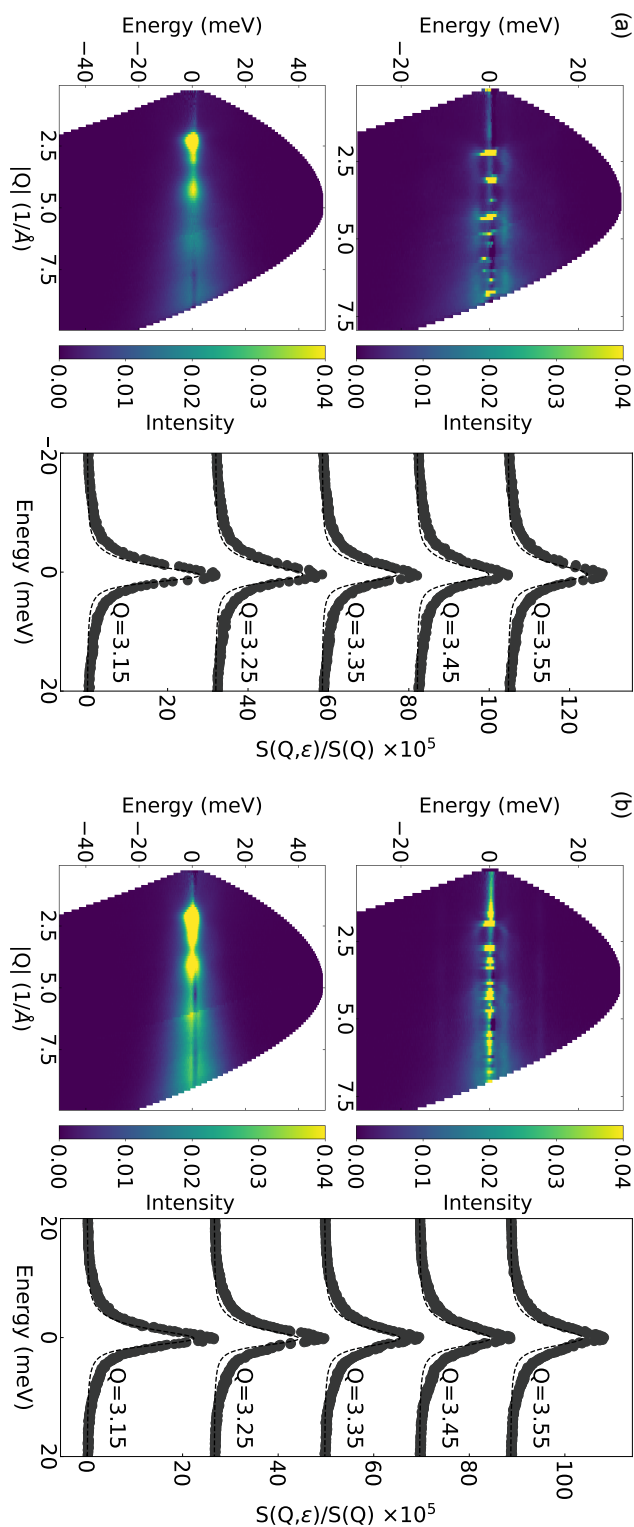 (a)
Energy (meV)
20
0
−20
2.5 5.0 7.5
0.04
0.03
0.02
0.01
0.00
Intensity
Energy (meV)
40
20
0
−20
−40
2.5 5.0 7.5
|Q| (1/Å)
0.04
0.03
0.02
0.01
0.00
Intensity
Q=3.55
Q=3.45
Q=3.35
Q=3.25
Q=3.15
−20 0 20
Energy (meV)
120
100
80
60
40
20
0
S(Q,ε)/S(Q) ×10⁵
(b)
Energy (meV)
20
0
−20
2.5 5.0 7.5
0.04
0.03
0.02
0.01
0.00
Intensity
Energy (meV)
40
20
0
−20
−40
2.5 5.0 7.5
|Q| (1/Å)
0.04
0.03
0.02
0.01
0.00
Intensity
Q=3.55
Q=3.45
Q=3.35
Q=3.25
Q=3.15
20 0 20
Energy (meV)
100
80
60
40
20
0
S(Q,ε)/S(Q) ×10⁵